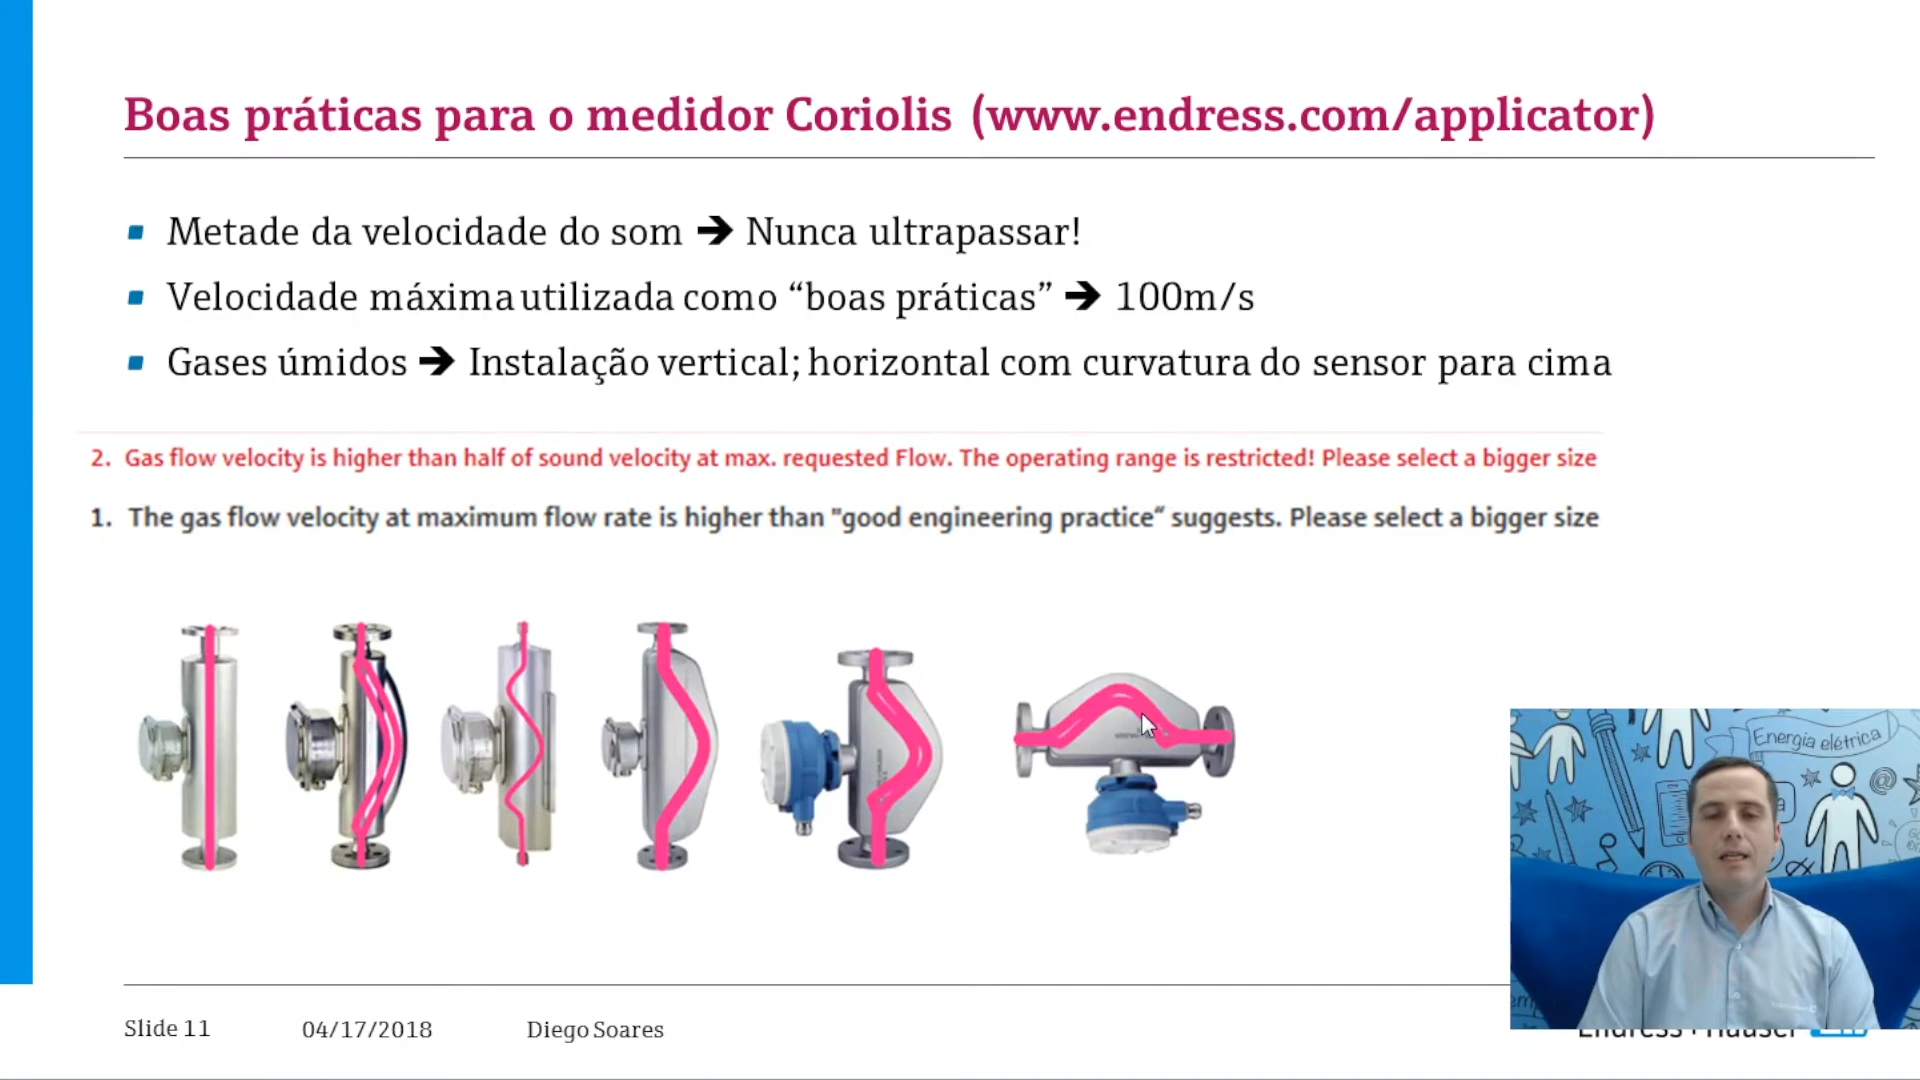 Boas práticas para o medidor Coriolis (www.endress.com/applicator)
Metade da velocidade do som ➔ Nunca ultrapassar!
Velocidade máxima utilizada como “boas práticas” ➔ 100m/s
Gases úmidos ➔ Instalação vertical; horizontal com curvatura do sensor para cima
2. Gas flow velocity is higher than half of sound velocity at max. requested Flow. The operating range is restricted! Please select a bigger size
1. The gas flow velocity at maximum flow rate is higher than "good engineering practice“ suggests. Please select a bigger size
Energia elétrica
Slide 11 04/17/2018 Diego Soares
Endress+Hauser